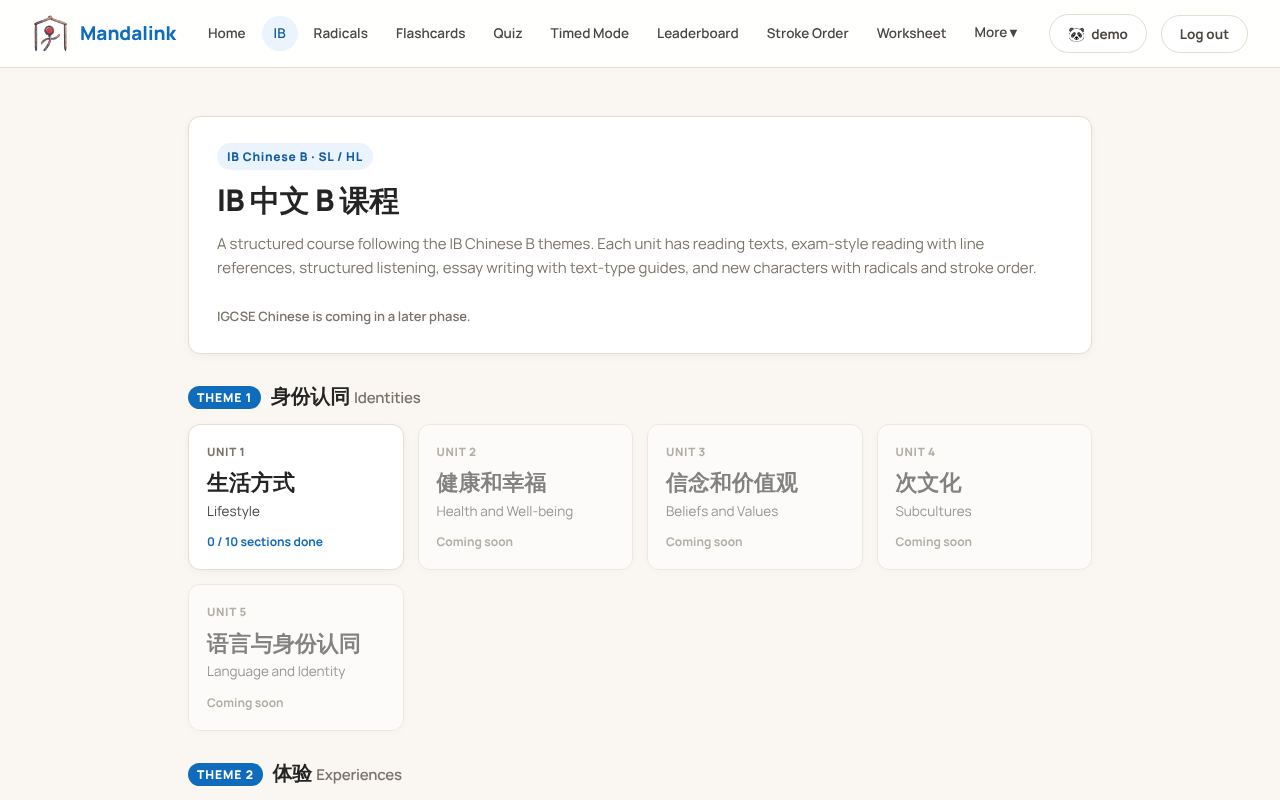 Mandalink
Home
IB
Radicals
Flashcards
Quiz
Timed Mode
Leaderboard
Stroke Order
Worksheet
More ▾
🐼 demo
Log out
IB Chinese B · SL / HL
IB 中文 B 课程
A structured course following the IB Chinese B themes. Each unit has reading texts, exam-style reading with line
references, structured listening, essay writing with text-type guides, and new characters with radicals and stroke order.
IGCSE Chinese is coming in a later phase.
THEME 1 身份认同 Identities
UNIT 1
生活方式
Lifestyle
0 / 10 sections done
UNIT 2
健康和幸福
Health and Well-being
Coming soon
UNIT 3
信念和价值观
Beliefs and Values
Coming soon
UNIT 4
次文化
Subcultures
Coming soon
UNIT 5
语言与身份认同
Language and Identity
Coming soon
THEME 2 体验 Experiences